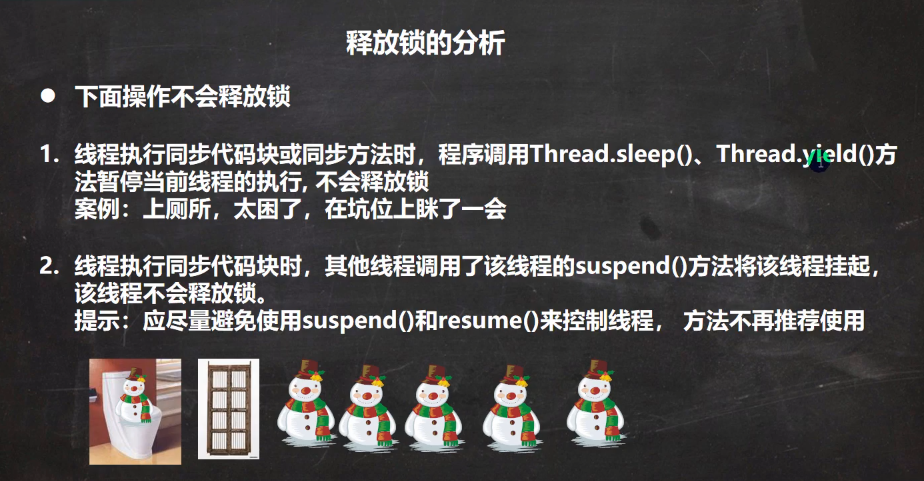 释放锁的分析
● 下面操作不会释放锁
1. 线程执行同步代码块或同步方法时，程序调用Thread.sleep()、Thread.yield()方
法暂停当前线程的执行, 不会释放锁
案例：上厕所，太困了，在坑位上眯了一会
2. 线程执行同步代码块时，其他线程调用了该线程的suspend()方法将该线程挂起，
该线程不会释放锁。
提示：应尽量避免使用suspend()和resume()来控制线程， 方法不再推荐使用